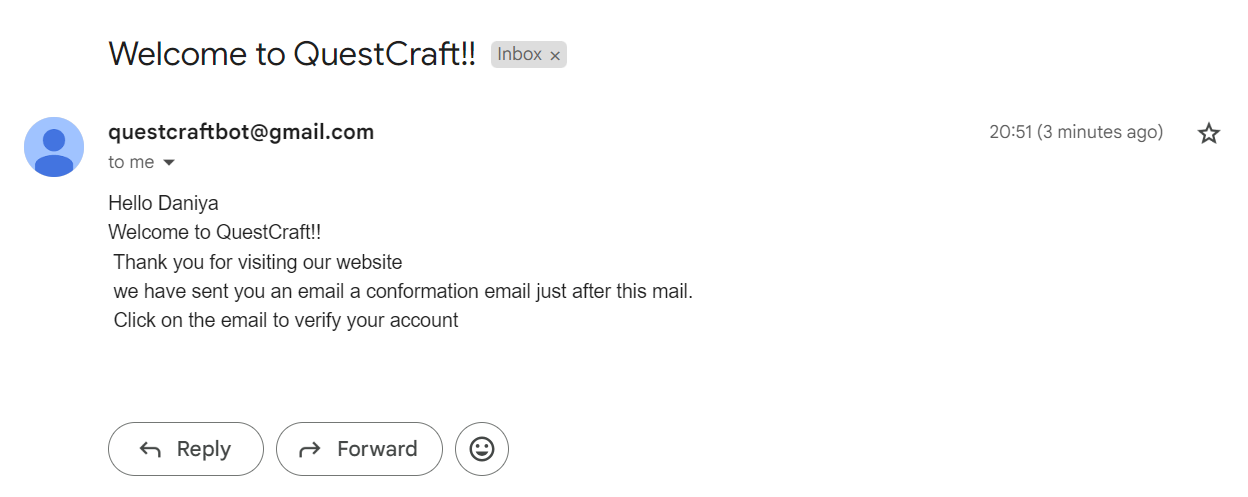 Welcome to QuestCraft!! Inbox ×
questcraftbot@gmail.com 20:51 (3 minutes ago)
to me
Hello Daniya
Welcome to QuestCraft!!
Thank you for visiting our website
we have sent you an email a conformation email just after this mail.
Click on the email to verify your account
Reply Forward